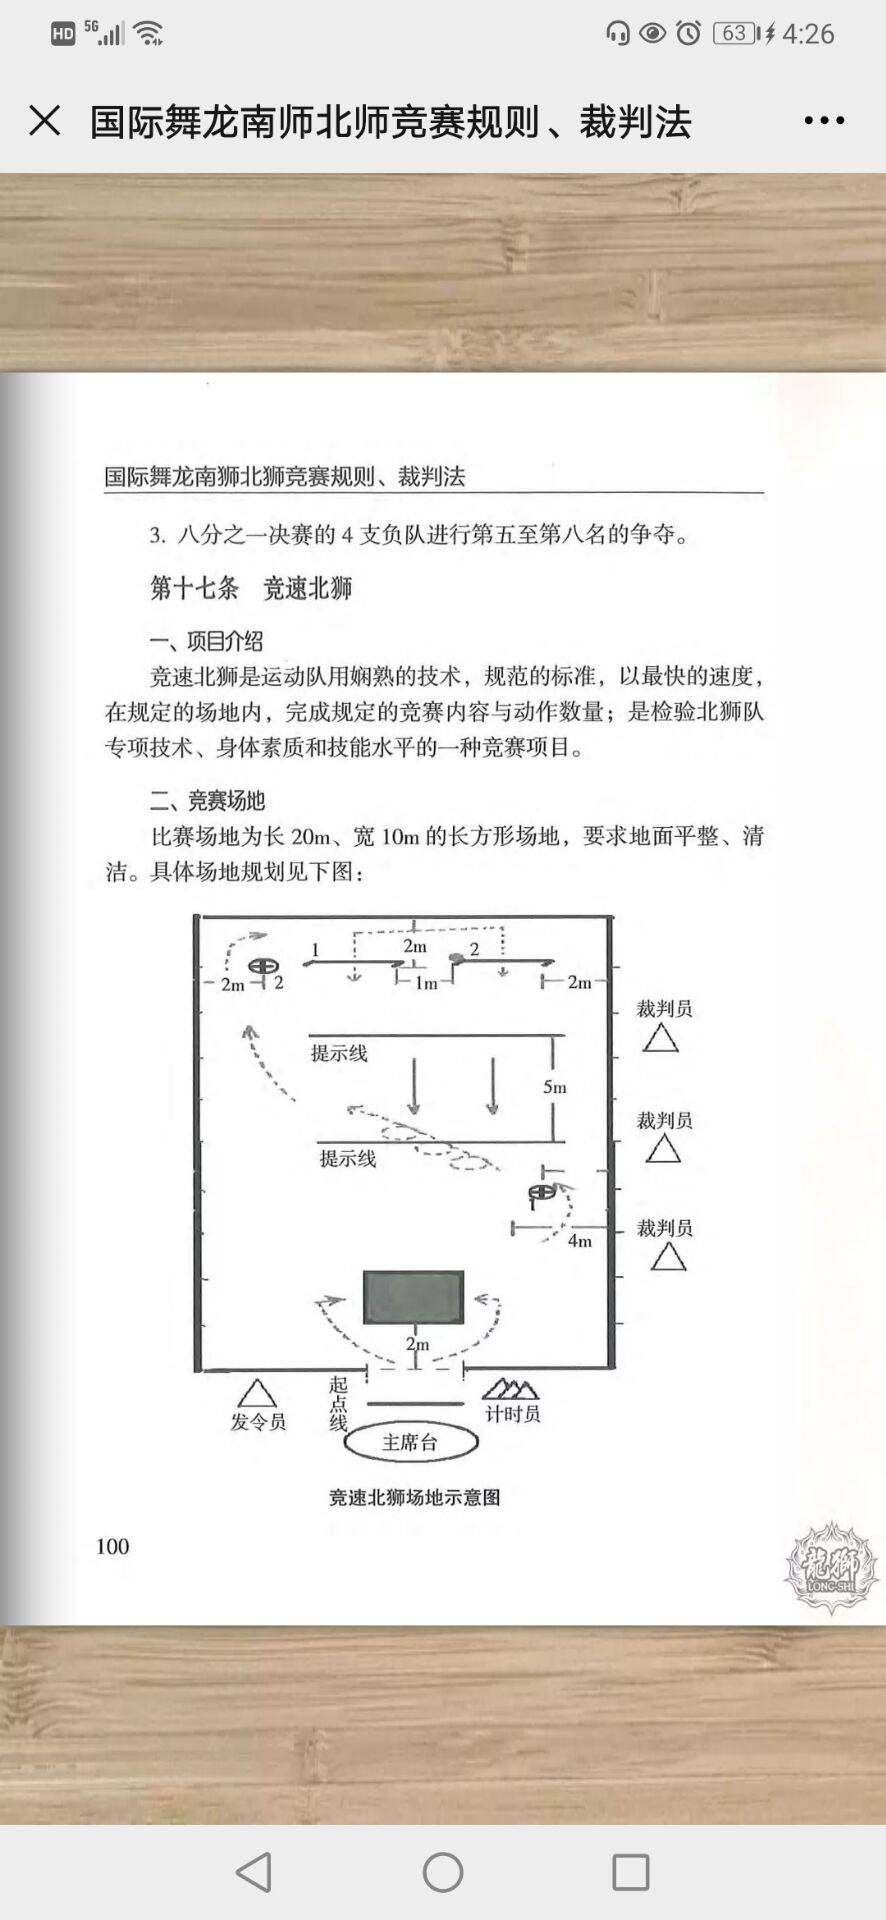 HD 5G 63 4:26
国际舞龙南师北师竞赛规则、裁判法
国际舞龙南狮北狮竞赛规则、裁判法
3. 八分之一决赛的 4 支负队进行第五至第八名的争夺。
第十七条 竞速北狮
一、项目介绍
竞速北狮是运动队用娴熟的技术，规范的标准，以最快的速度，
在规定的场地内，完成规定的竞赛内容与动作数量；是检验北狮队
专项技术、身体素质和技能水平的一种竞赛项目。
二、竞赛场地
比赛场地为长 20m、宽 10m 的长方形场地，要求地面平整、清
洁。具体场地规划见下图：
1 2m 2
2m 2 1m 2m
裁判员
提示线
5m
裁判员
提示线
1
裁判员
4m
2m
起点线
发令员
计时员
主席台
竞速北狮场地示意图
100
龍獅
LONG-SHI